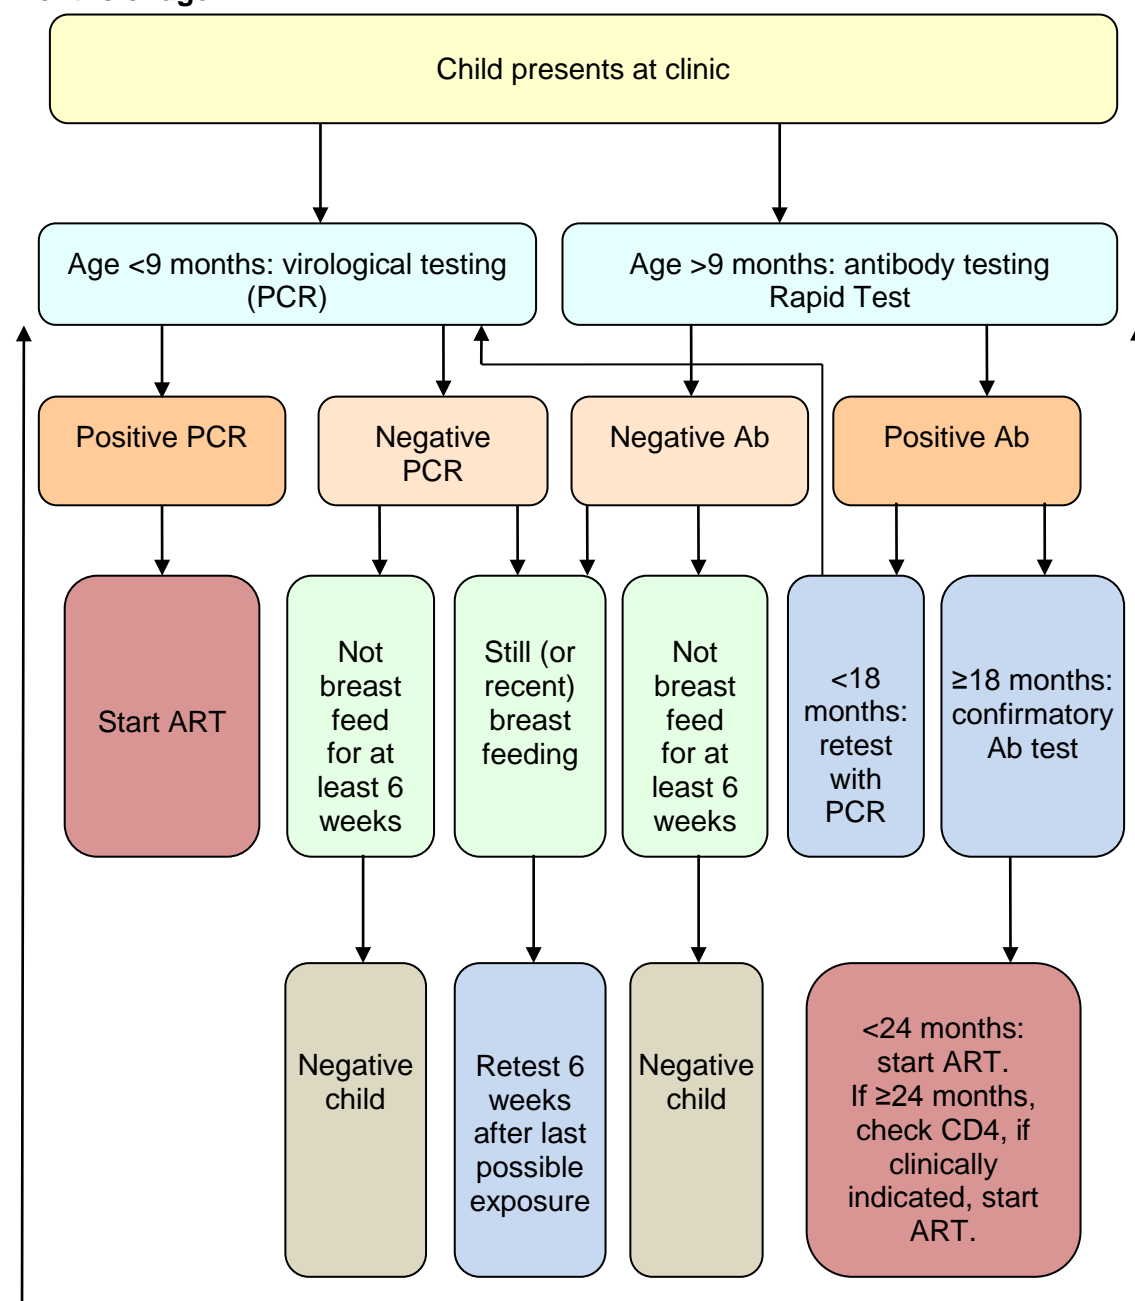 Child presents at clinic
Age <9 months: virological testing
(PCR)
Age >9 months: antibody testing
Rapid Test
Positive PCR
Negative
PCR
Negative Ab
Positive Ab
Start ART
Not
breast
feed
for at
least 6
weeks
Still (or
recent)
breast
feeding
Not
breast
feed
for at
least 6
weeks
<18
months:
retest
with
PCR
≥18 months:
confirmatory
Ab test
Negative
child
Retest 6
weeks
after last
possible
exposure
Negative
child
<24 months:
start ART.
If ≥24 months,
check CD4, if
clinically
indicated, start
ART.